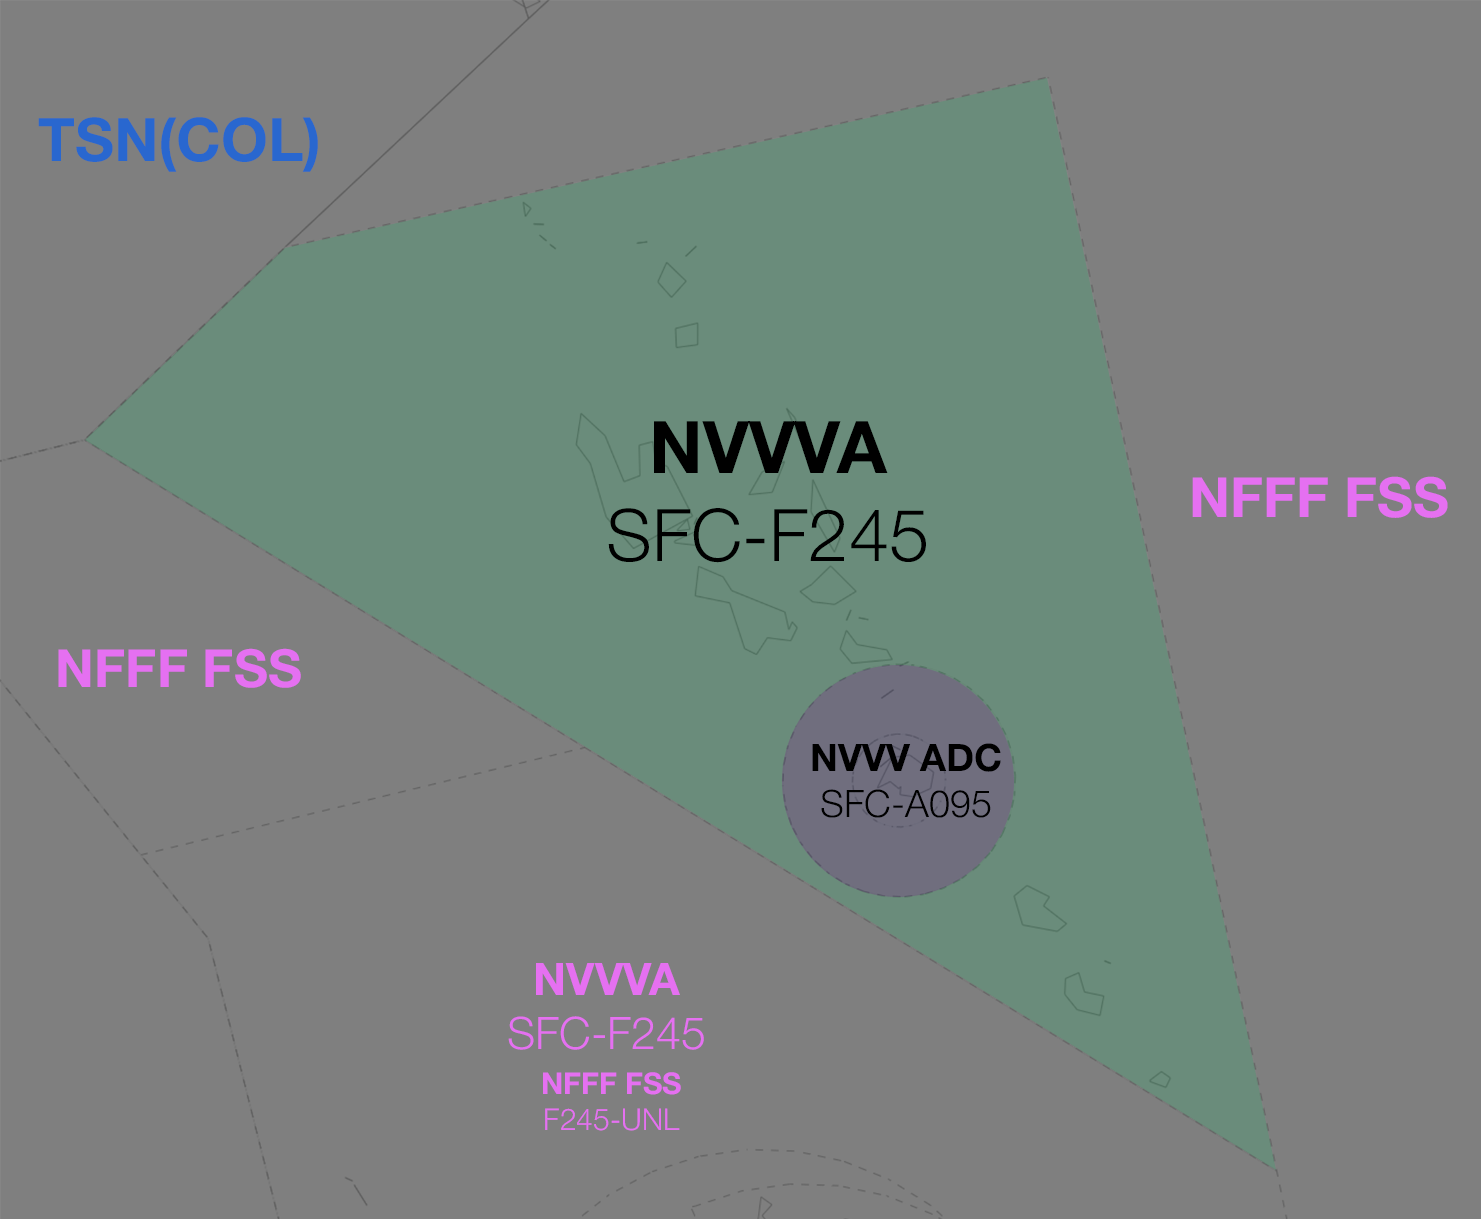 TSN(COL)
NVVVA
SFC-F245
NFFF FSS
NFFF FSS
NVVV ADC
SFC-A095
NVVVA
SFC-F245
NFFF FSS
F245-UNL